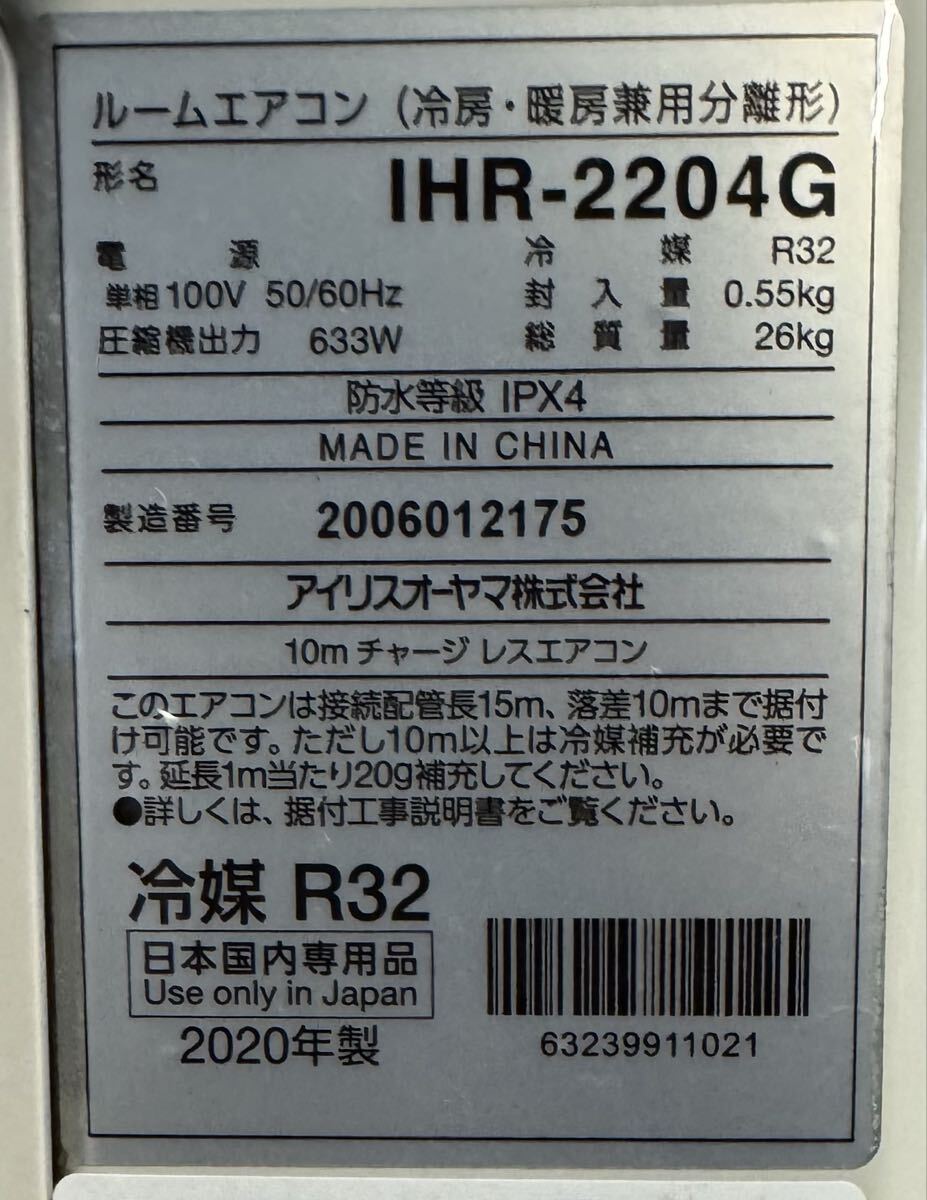 ルームエアコン(冷房・暖房兼用分離形)
形名 IHR-2204G
電源 冷媒 R32
単相100V 50/60Hz 封入量 0.55kg
圧縮機出力 633W 総質量 26kg
防水等級 IPX4
MADE IN CHINA
製造番号 2006012175
アイリスオーヤマ株式会社
10mチャージレスエアコン
このエアコンは接続配管長15m、落差10mまで据付
け可能です。ただし10m以上は冷媒補充が必要で
す。延長1m当たり20g補充してください。
●詳しくは、据付工事説明書をご覧ください。
冷媒 R32
日本国内専用品
Use only in Japan
2020年製
63239911021